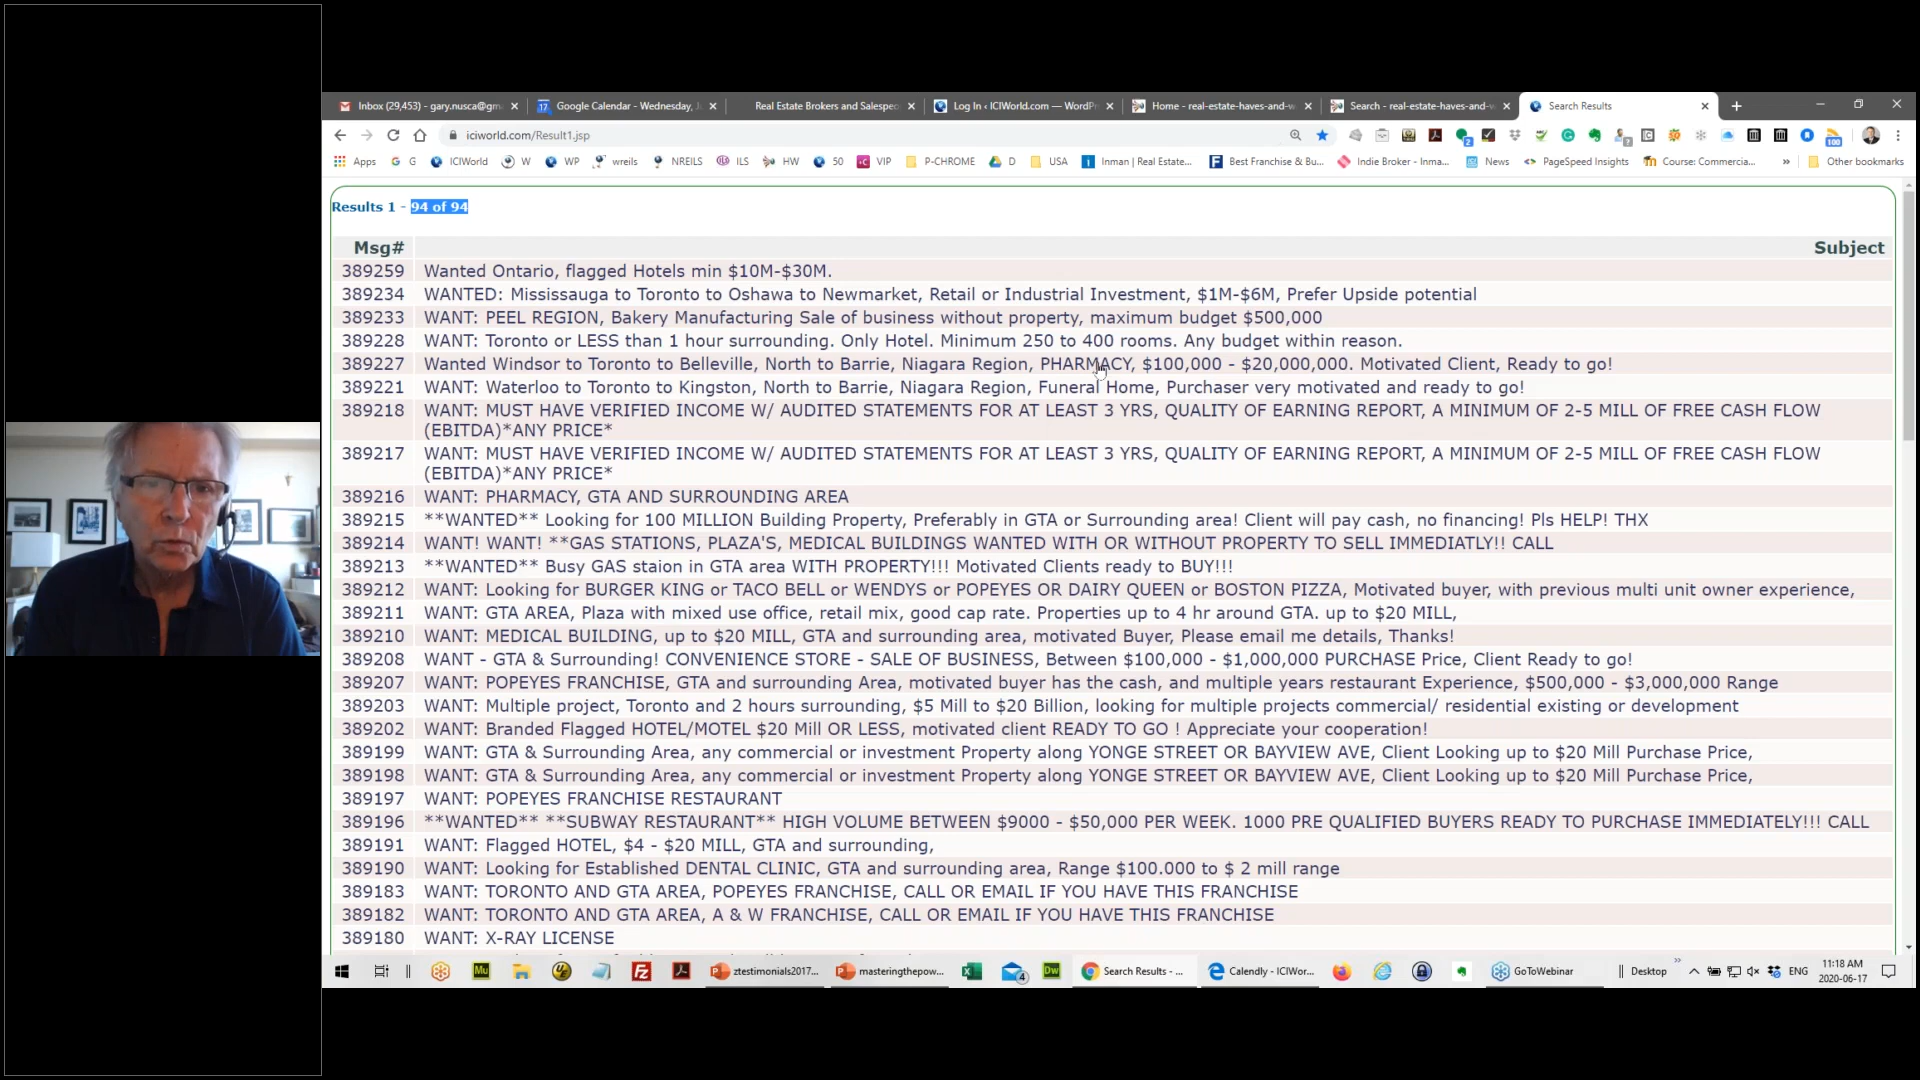 Inbox (29,453) - gary.nusca@gm
Google Calendar - Wednesday, J
Real Estate Brokers and Salespe
Log In ‹ ICIWorld.com — WordPr
Home - real-estate-haves-and-w
Search - real-estate-haves-and-w
Search Results
iciworld.com/Result1.jsp
Apps
G
ICIWorld
W
WP
wreils
NREILS
ILS
HW
50
VIP
P-CHROME
D
USA
Inman | Real Estate...
Best Franchise & Bu...
Indie Broker - Inma...
News
PageSpeed Insights
Course: Commercia...
Other bookmarks
Results 1 - 94 of 94
Msg# Subject
389259 Wanted Ontario, flagged Hotels min $10M-$30M.
389234 WANTED: Mississauga to Toronto to Oshawa to Newmarket, Retail or Industrial Investment, $1M-$6M, Prefer Upside potential
389233 WANT: PEEL REGION, Bakery Manufacturing Sale of business without property, maximum budget $500,000
389228 WANT: Toronto or LESS than 1 hour surrounding. Only Hotel. Minimum 250 to 400 rooms. Any budget within reason.
389227 Wanted Windsor to Toronto to Belleville, North to Barrie, Niagara Region, PHARMACY, $100,000 - $20,000,000. Motivated Client, Ready to go!
389221 WANT: Waterloo to Toronto to Kingston, North to Barrie, Niagara Region, Funeral Home, Purchaser very motivated and ready to go!
389218 WANT: MUST HAVE VERIFIED INCOME W/ AUDITED STATEMENTS FOR AT LEAST 3 YRS, QUALITY OF EARNING REPORT, A MINIMUM OF 2-5 MILL OF FREE CASH FLOW
(EBITDA)*ANY PRICE*
389217 WANT: MUST HAVE VERIFIED INCOME W/ AUDITED STATEMENTS FOR AT LEAST 3 YRS, QUALITY OF EARNING REPORT, A MINIMUM OF 2-5 MILL OF FREE CASH FLOW
(EBITDA)*ANY PRICE*
389216 WANT: PHARMACY, GTA AND SURROUNDING AREA
389215 **WANTED** Looking for 100 MILLION Building Property, Preferably in GTA or Surrounding area! Client will pay cash, no financing! Pls HELP! THX
389214 WANT! WANT! **GAS STATIONS, PLAZA'S, MEDICAL BUILDINGS WANTED WITH OR WITHOUT PROPERTY TO SELL IMMEDIATLY!! CALL
389213 **WANTED** Busy GAS staion in GTA area WITH PROPERTY!!! Motivated Clients ready to BUY!!!
389212 WANT: Looking for BURGER KING or TACO BELL or WENDYS or POPEYES OR DAIRY QUEEN or BOSTON PIZZA, Motivated buyer, with previous multi unit owner experience,
389211 WANT: GTA AREA, Plaza with mixed use office, retail mix, good cap rate. Properties up to 4 hr around GTA. up to $20 MILL,
389210 WANT: MEDICAL BUILDING, up to $20 MILL, GTA and surrounding area, motivated Buyer, Please email me details, Thanks!
389208 WANT - GTA & Surrounding! CONVENIENCE STORE - SALE OF BUSINESS, Between $100,000 - $1,000,000 PURCHASE Price, Client Ready to go!
389207 WANT: POPEYES FRANCHISE, GTA and surrounding Area, motivated buyer has the cash, and multiple years restaurant Experience, $500,000 - $3,000,000 Range
389203 WANT: Multiple project, Toronto and 2 hours surrounding, $5 Mill to $20 Billion, looking for multiple projects commercial/ residential existing or development
389202 WANT: Branded Flagged HOTEL/MOTEL $20 Mill OR LESS, motivated client READY TO GO ! Appreciate your cooperation!
389199 WANT: GTA & Surrounding Area, any commercial or investment Property along YONGE STREET OR BAYVIEW AVE, Client Looking up to $20 Mill Purchase Price,
389198 WANT: GTA & Surrounding Area, any commercial or investment Property along YONGE STREET OR BAYVIEW AVE, Client Looking up to $20 Mill Purchase Price,
389197 WANT: POPEYES FRANCHISE RESTAURANT
389196 **WANTED** **SUBWAY RESTAURANT** HIGH VOLUME BETWEEN $9000 - $50,000 PER WEEK. 1000 PRE QUALIFIED BUYERS READY TO PURCHASE IMMEDIATELY!!! CALL
389191 WANT: Flagged HOTEL, $4 - $20 MILL, GTA and surrounding,
389190 WANT: Looking for Established DENTAL CLINIC, GTA and surrounding area, Range $100.000 to $ 2 mill range
389183 WANT: TORONTO AND GTA AREA, POPEYES FRANCHISE, CALL OR EMAIL IF YOU HAVE THIS FRANCHISE
389182 WANT: TORONTO AND GTA AREA, A & W FRANCHISE, CALL OR EMAIL IF YOU HAVE THIS FRANCHISE
389180 WANT: X-RAY LICENSE
ztestimonials2017...
masteringthepow...
Search Results - ...
Calendly - ICIWor...
GoToWebinar
Desktop
ENG
11:18 AM
2020-06-17